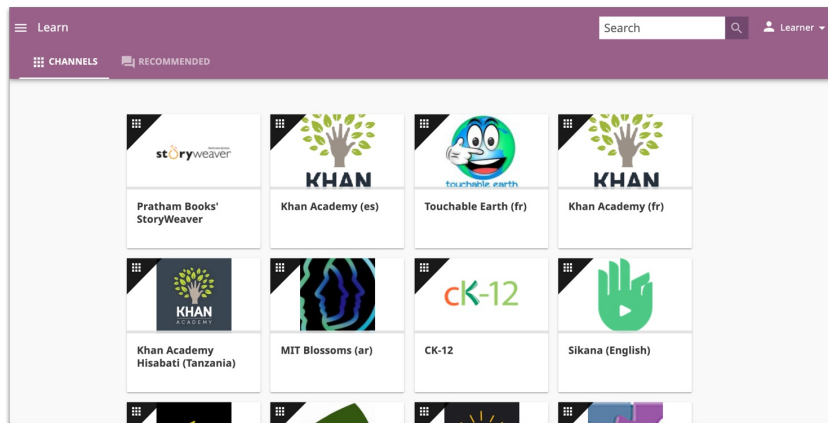 Learn
Search
Learner
CHANNELS
RECOMMENDED
storyweaver
KHAN
touchable earth
KHAN
Pratham Books'
StoryWeaver
Khan Academy (es)
Touchable Earth (fr)
Khan Academy (fr)
KHAN
ACADEMY
cK-12
Khan Academy
Hisabati (Tanzania)
MIT Blossoms (ar)
CK-12
Sikana (English)